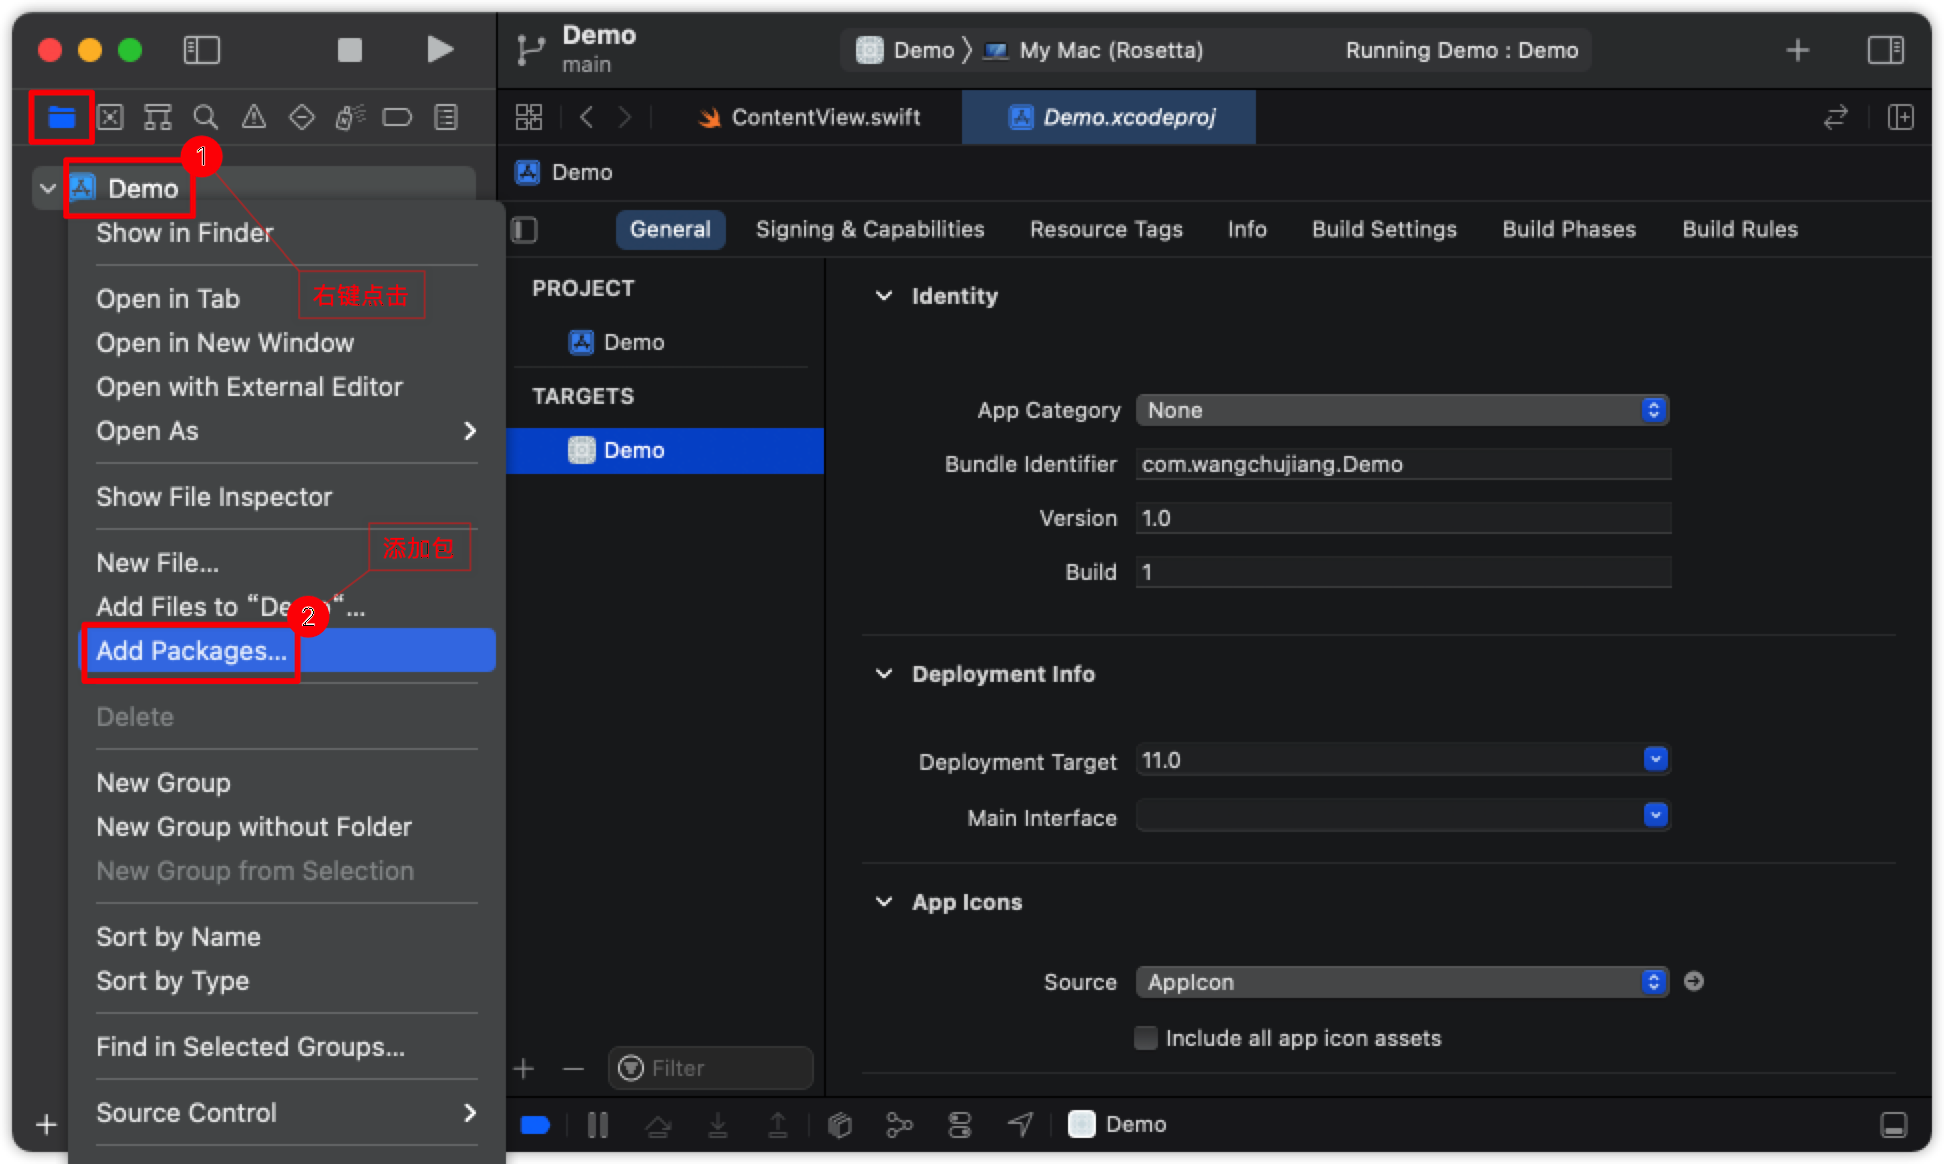 Demo
main
Demo
My Mac (Rosetta)
Running Demo : Demo
ContentView.swift
Demo.xcodeproj
1
Demo
Demo
Show in Finder
Open in Tab
右键点击
Open in New Window
Open with External Editor
Open As
Show File Inspector
添加包
New File...
Add Files to “De
“...
2
Add Packages...
Delete
New Group
New Group without Folder
New Group from Selection
Sort by Name
Sort by Type
Find in Selected Groups...
Source Control
General
Signing & Capabilities
Resource Tags
Info
Build Settings
Build Phases
Build Rules
PROJECT
Demo
TARGETS
Demo
Filter
Identity
App Category
None
Bundle Identifier
com.wangchujiang.Demo
Version
1.0
Build
1
Deployment Info
Deployment Target
11.0
Main Interface
App Icons
Source
AppIcon
Include all app icon assets
Demo